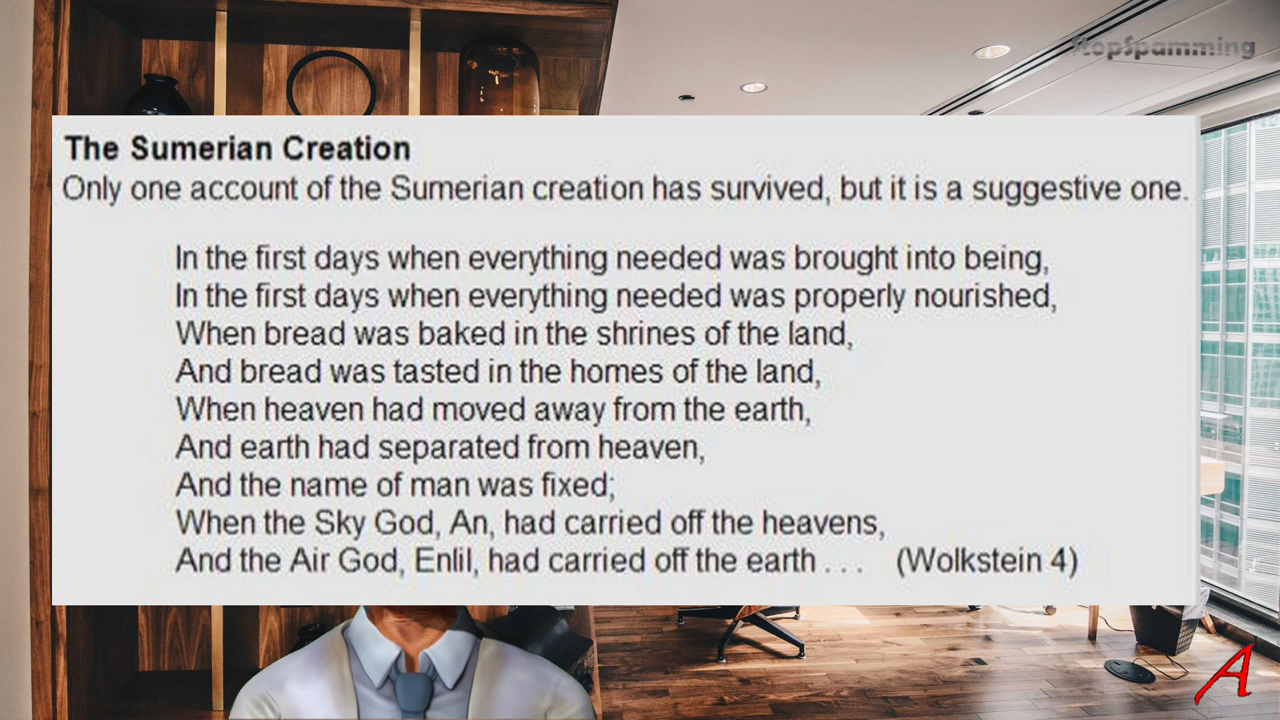 StopSpamming
The Sumerian Creation
Only one account of the Sumerian creation has survived, but it is a suggestive one.
In the first days when everything needed was brought into being,
In the first days when everything needed was properly nourished,
When bread was baked in the shrines of the land,
And bread was tasted in the homes of the land,
When heaven had moved away from the earth,
And earth had separated from heaven,
And the name of man was fixed;
When the Sky God, An, had carried off the heavens,
And the Air God, Enlil, had carried off the earth . . . (Wolkstein 4)
A